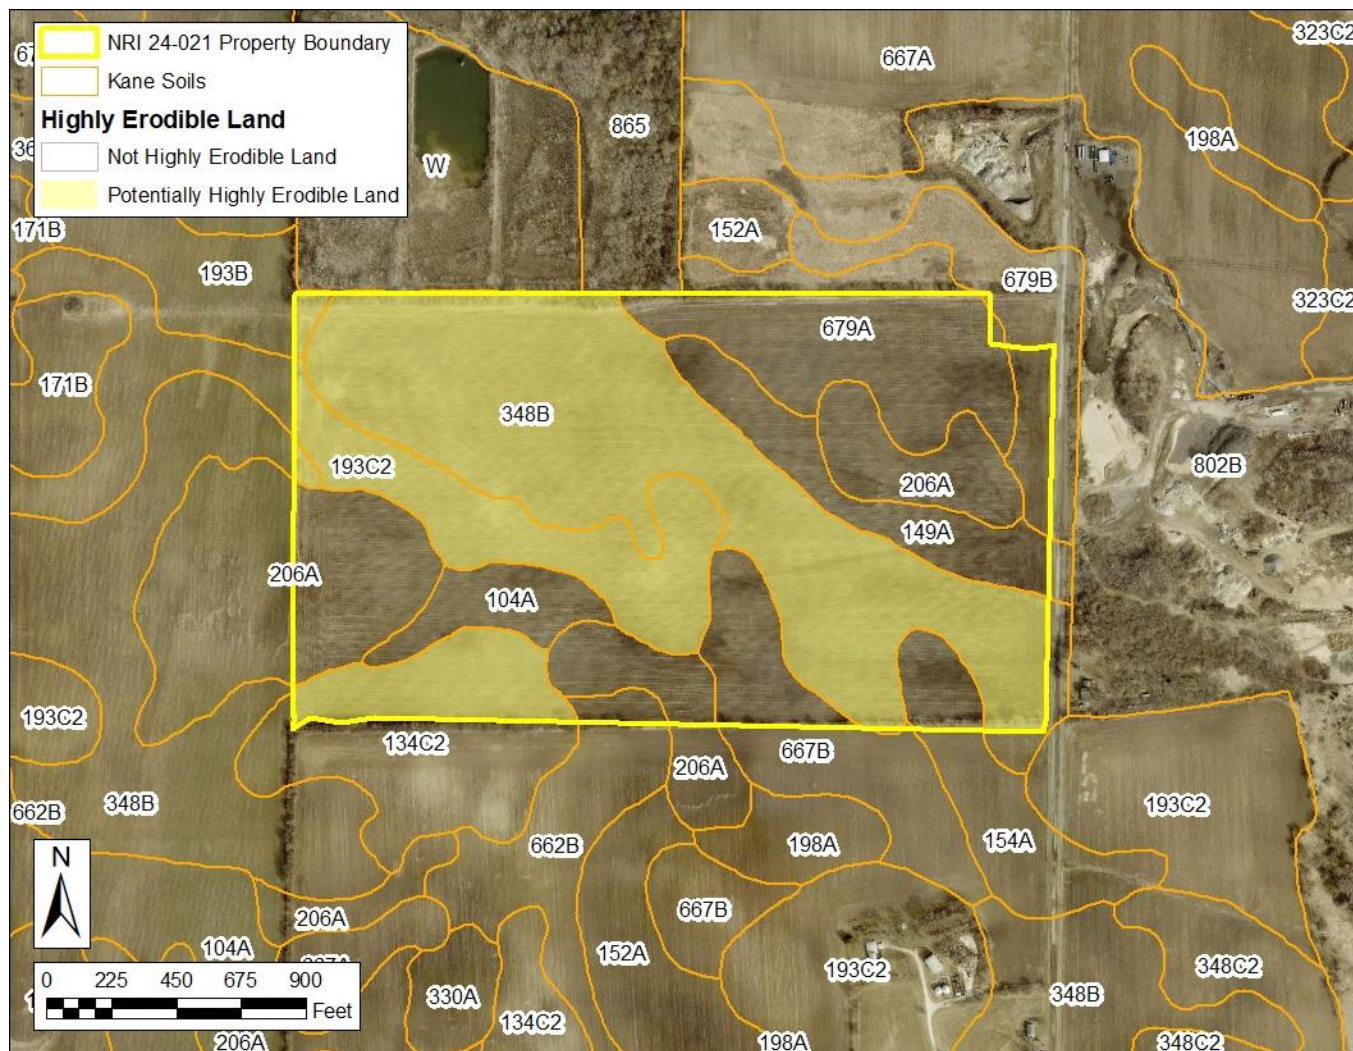 NRI 24-021 Property Boundary
Kane Soils
Highly Erodible Land
Not Highly Erodible Land
Potentially Highly Erodible Land
323C2
667A
865
198A
W
171B
152A
193B
679B
323C2
679A
171B
348B
193C2
802B
206A
149A
206A
104A
193C2
134C2
667B
206A
348B
193C2
662B
662B
198A
154A
N
667B
206A
104A
152A
193C2
348C2
330A
348B
134C2
206A
198A
348C2
0 225 450 675 900
Feet